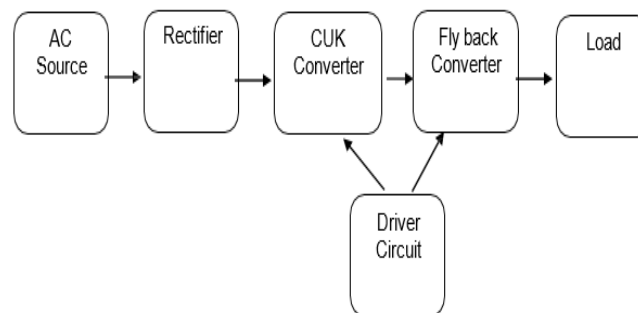 AC
Source
Rectifier
CUK
Converter
Fly back
Converter
Load
Driver
Circuit